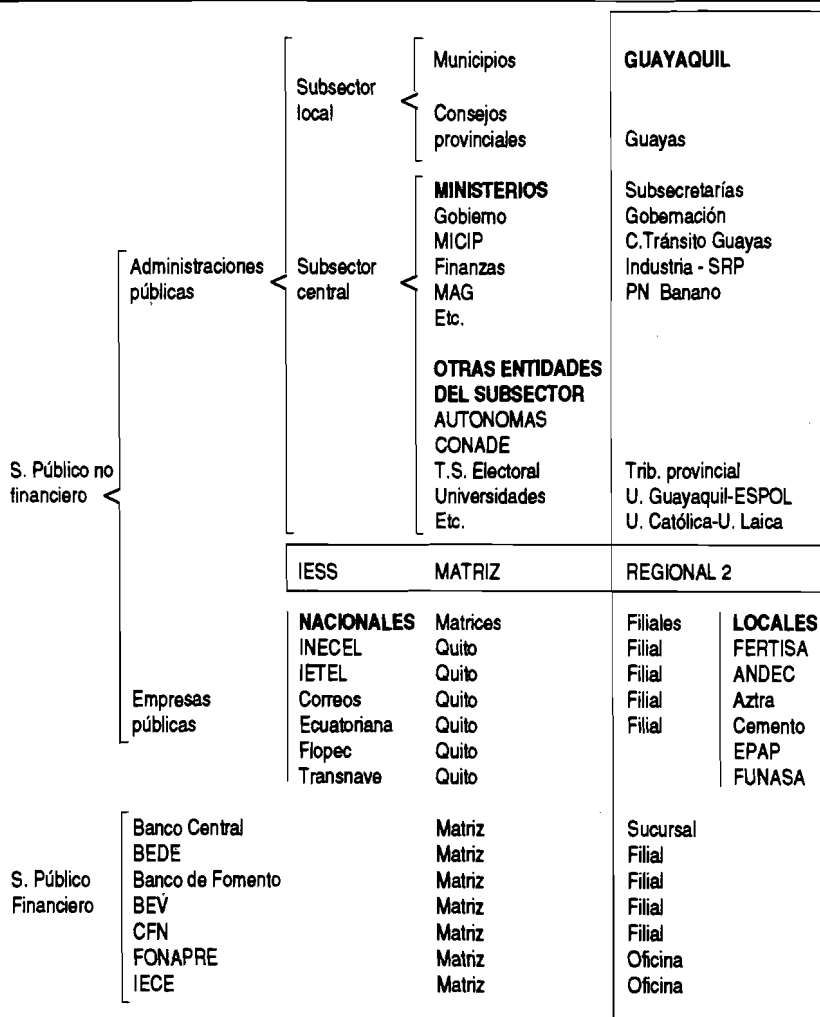 Municipios GUAYAQUIL
Subsector
local <
Consejos
provinciales Guayas
MINISTERIOS Subsecretarías
Gobierno Gobernación
MICIP C.Tránsito Guayas
Administraciones Subsector Finanzas Industria - SRP
públicas < central < MAG PN Banano
Etc.
OTRAS ENTIDADES
DEL SUBSECTOR
AUTONOMAS
CONADE
S. Público no T.S. Electoral Trib. provincial
financiero < Universidades U. Guayaquil-ESPOL
Etc. U. Católica-U. Laica
IESS MATRIZ REGIONAL 2
NACIONALES Matrices Filiales LOCALES
INECEL Quito Filial FERTISA
IETEL Quito Filial ANDEC
Empresas Correos Quito Filial Aztra
públicas Ecuatoriana Quito Filial Cemento
Flopec Quito EPAP
Transnave Quito FUNASA
Banco Central Matriz Sucursal
BEDE Matriz Filial
S. Público Banco de Fomento Matriz Filial
Financiero BEV Matriz Filial
CFN Matriz Filial
FONAPRE Matriz Oficina
IECE Matriz Oficina